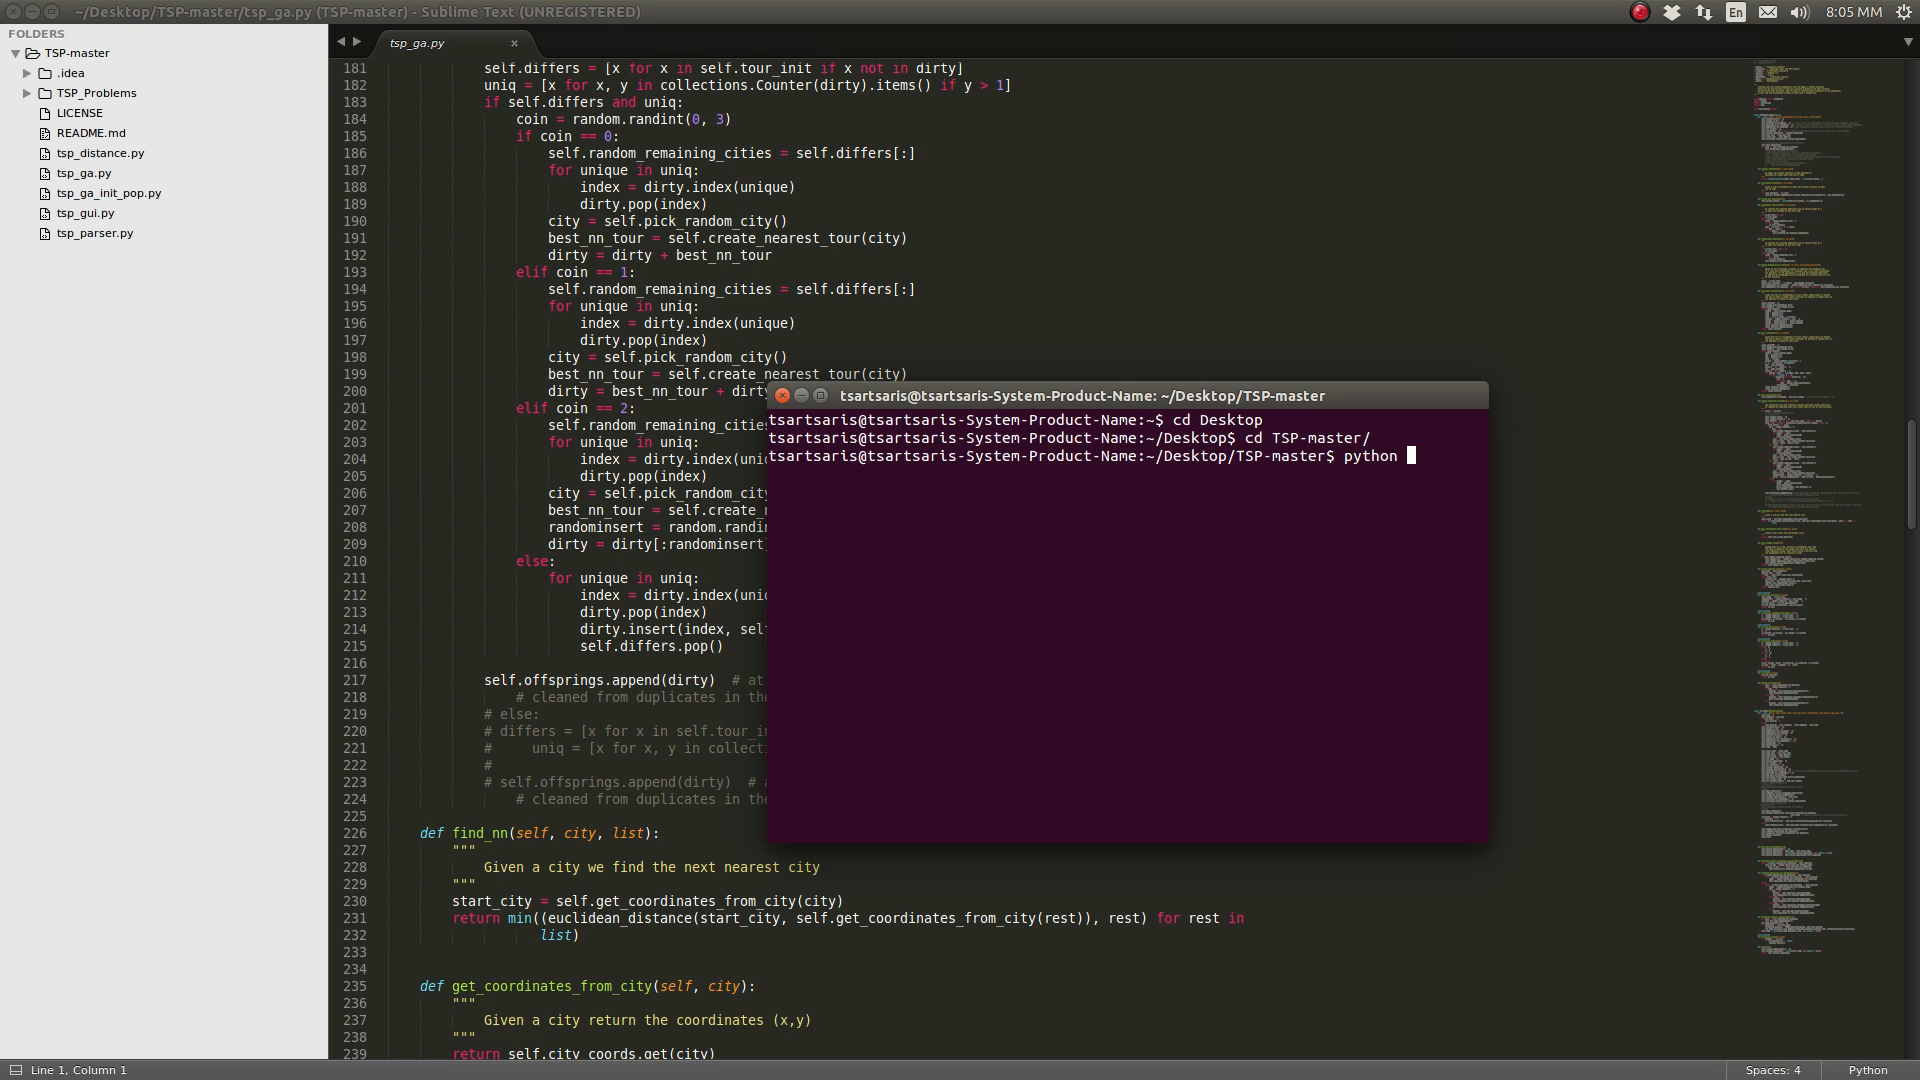 ~/Desktop/TSP-master/tsp_ga.py (TSP-master) - Sublime Text (UNREGISTERED)
En
8:05 MM
FOLDERS
TSP-master
.idea
TSP_Problems
LICENSE
README.md
tsp_distance.py
tsp_ga.py
tsp_ga_init_pop.py
tsp_gui.py
tsp_parser.py
tsp_ga.py
181 self.differs = [x for x in self.tour_init if x not in dirty]
182 uniq = [x for x, y in collections.Counter(dirty).items() if y > 1]
183 if self.differs and uniq:
184 coin = random.randint(0, 3)
185 if coin == 0:
186 self.random_remaining_cities = self.differs[:]
187 for unique in uniq:
188 index = dirty.index(unique)
189 dirty.pop(index)
190 city = self.pick_random_city()
191 best_nn_tour = self.create_nearest_tour(city)
192 dirty = dirty + best_nn_tour
193 elif coin == 1:
194 self.random_remaining_cities = self.differs[:]
195 for unique in uniq:
196 index = dirty.index(unique)
197 dirty.pop(index)
198 city = self.pick_random_city()
199 best_nn_tour = self.create_nearest_tour(city)
200 dirty = best_nn_tour + dirty
201 elif coin == 2:
202 self.random_remaining_cities
203 for unique in uniq:
204 index = dirty.index(uni
205 dirty.pop(index)
206 city = self.pick_random_city
207 best_nn_tour = self.create_n
208 randominsert = random.randin
209 dirty = dirty[:randominsert]
210 else:
211 for unique in uniq:
212 index = dirty.index(uni
213 dirty.pop(index)
214 dirty.insert(index, self
215 self.differs.pop()
216
217 self.offsprings.append(dirty)  # at
218 # cleaned from duplicates in the
219 # else:
220 # differs = [x for x in self.tour_in
221 #     uniq = [x for x, y in collecti
222 #
223 # self.offsprings.append(dirty)  # a
224 # cleaned from duplicates in the
225
226 def find_nn(self, city, list):
227 """
228 Given a city we find the next nearest city
229 """
230 start_city = self.get_coordinates_from_city(city)
231 return min((euclidean_distance(start_city, self.get_coordinates_from_city(rest)), rest) for rest in
232 list)
233
234
235 def get_coordinates_from_city(self, city):
236 """
237 Given a city return the coordinates (x,y)
238 """
239 return self.city_coords.get(city)
tsartsaris@tsartsaris-System-Product-Name: ~/Desktop/TSP-master
tsartsaris@tsartsaris-System-Product-Name:~$ cd Desktop
tsartsaris@tsartsaris-System-Product-Name:~/Desktop$ cd TSP-master/
tsartsaris@tsartsaris-System-Product-Name:~/Desktop/TSP-master$ python
Line 1, Column 1
Spaces: 4
Python